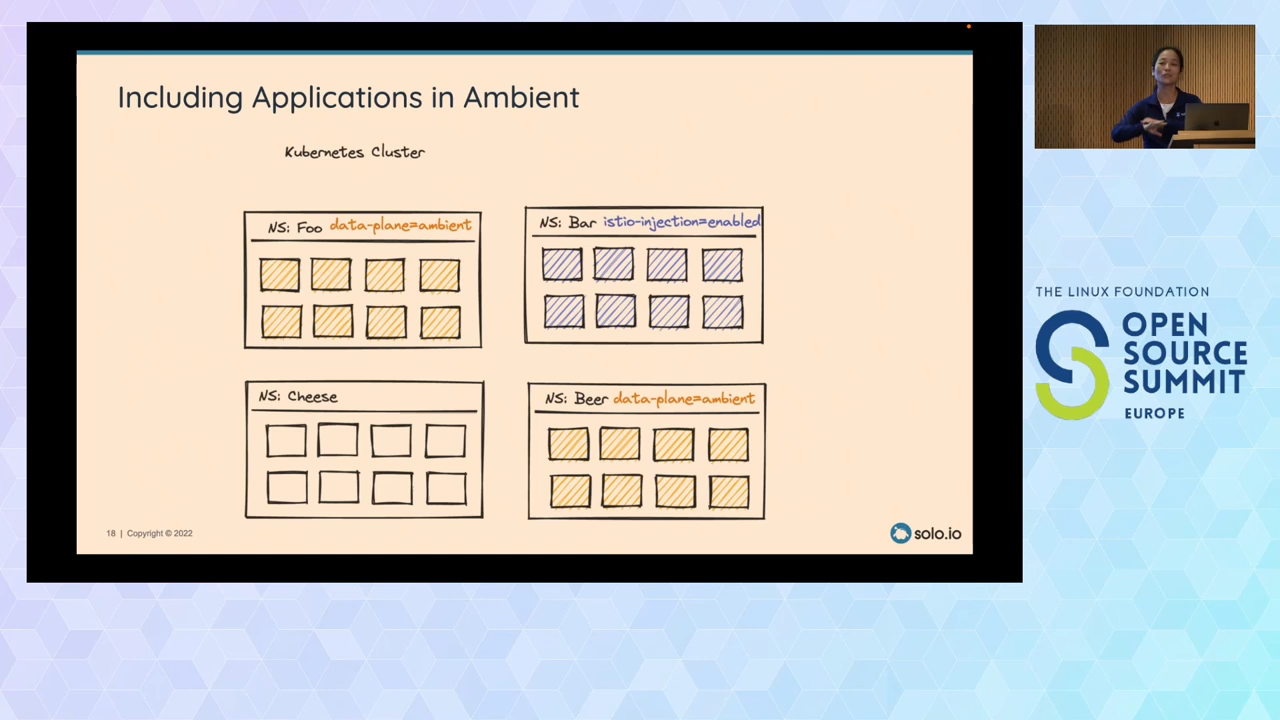 Including Applications in Ambient
Kubernetes Cluster
NS: Foo data-plane=ambient
NS: Bar istio-injection=enabled
NS: Cheese
NS: Beer data-plane=ambient
18 | Copyright © 2022
solo.io
THE LINUX FOUNDATION
OPEN
SOURCE
SUMMIT
EUROPE